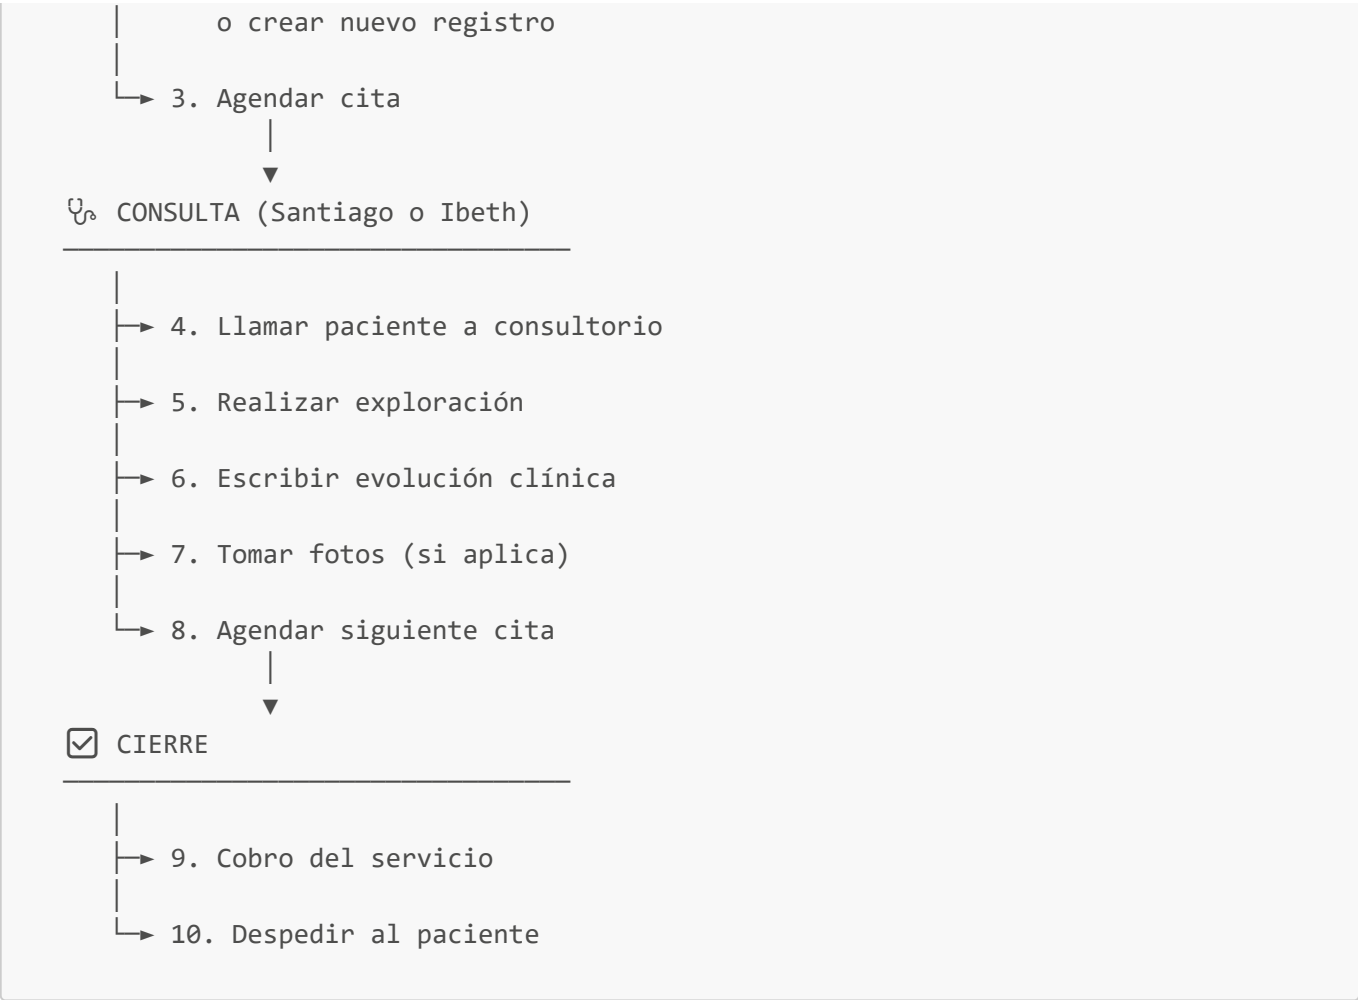 o crear nuevo registro
3. Agendar cita
CONSULTA (Santiago o Ibeth)
4. Llamar paciente a consultorio
5. Realizar exploración
6. Escribir evolución clínica
7. Tomar fotos (si aplica)
8. Agendar siguiente cita
CIERRE
9. Cobro del servicio
10. Despedir al paciente